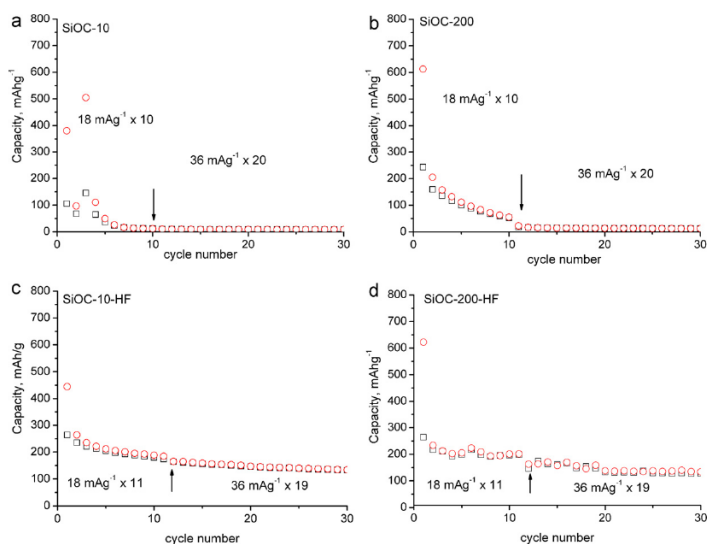 a
SiOC-10
18 mAg⁻¹ x 10
36 mAg⁻¹ x 20
Capacity, mAhg⁻¹
800
700
600
500
400
300
200
100
0
0 10 20 30
cycle number
b
SiOC-200
18 mAg⁻¹ x 10
36 mAg⁻¹ x 20
Capacity, mAhg⁻¹
800
700
600
500
400
300
200
100
0
0 10 20 30
cycle number
c
SiOC-10-HF
18 mAg⁻¹ x 11
36 mAg⁻¹ x 19
Capacity, mAh/g
800
700
600
500
400
300
200
100
0
0 10 20 30
cycle number
d
SiOC-200-HF
18 mAg⁻¹ x 11
36 mAg⁻¹ x 19
Capacity, mAhg⁻¹
800
700
600
500
400
300
200
100
0
0 10 20 30
cycle number